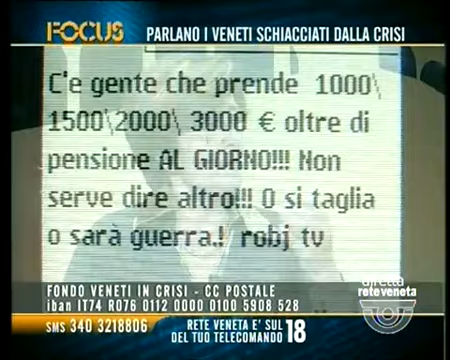 FOCUS
PARLANO I VENETI SCHIACCIATI DALLA CRISI
C'e gente che prende 1000\
1500\2000\ 3000 € oltre di
pensione AL GIORNO!!! Non
serve dire altro!!! O si taglia
o sarà guerra.! robj tv
diretta
reteveneta
FONDO VENETI IN CRISI - CC POSTALE
iban IT74 R076 0112 0000 0100 5908 528
SMS 340 3218806
RETE VENETA E' SUL
DEL TUO TELECOMANDO 18